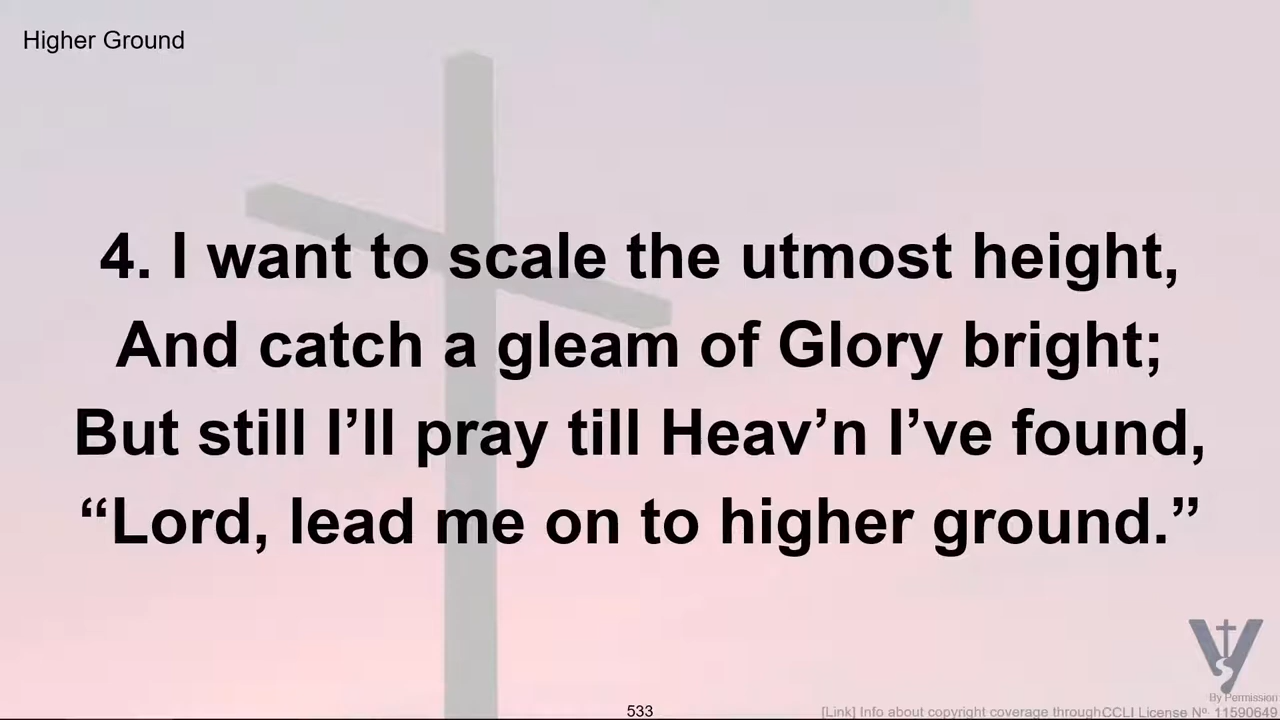 Higher Ground
4. I want to scale the utmost height,
And catch a gleam of Glory bright;
But still I’ll pray till Heav’n I’ve found,
“Lord, lead me on to higher ground.”
By Permission
533
[Link] Info about copyright coverage throughCCLI License Nº. 11590649